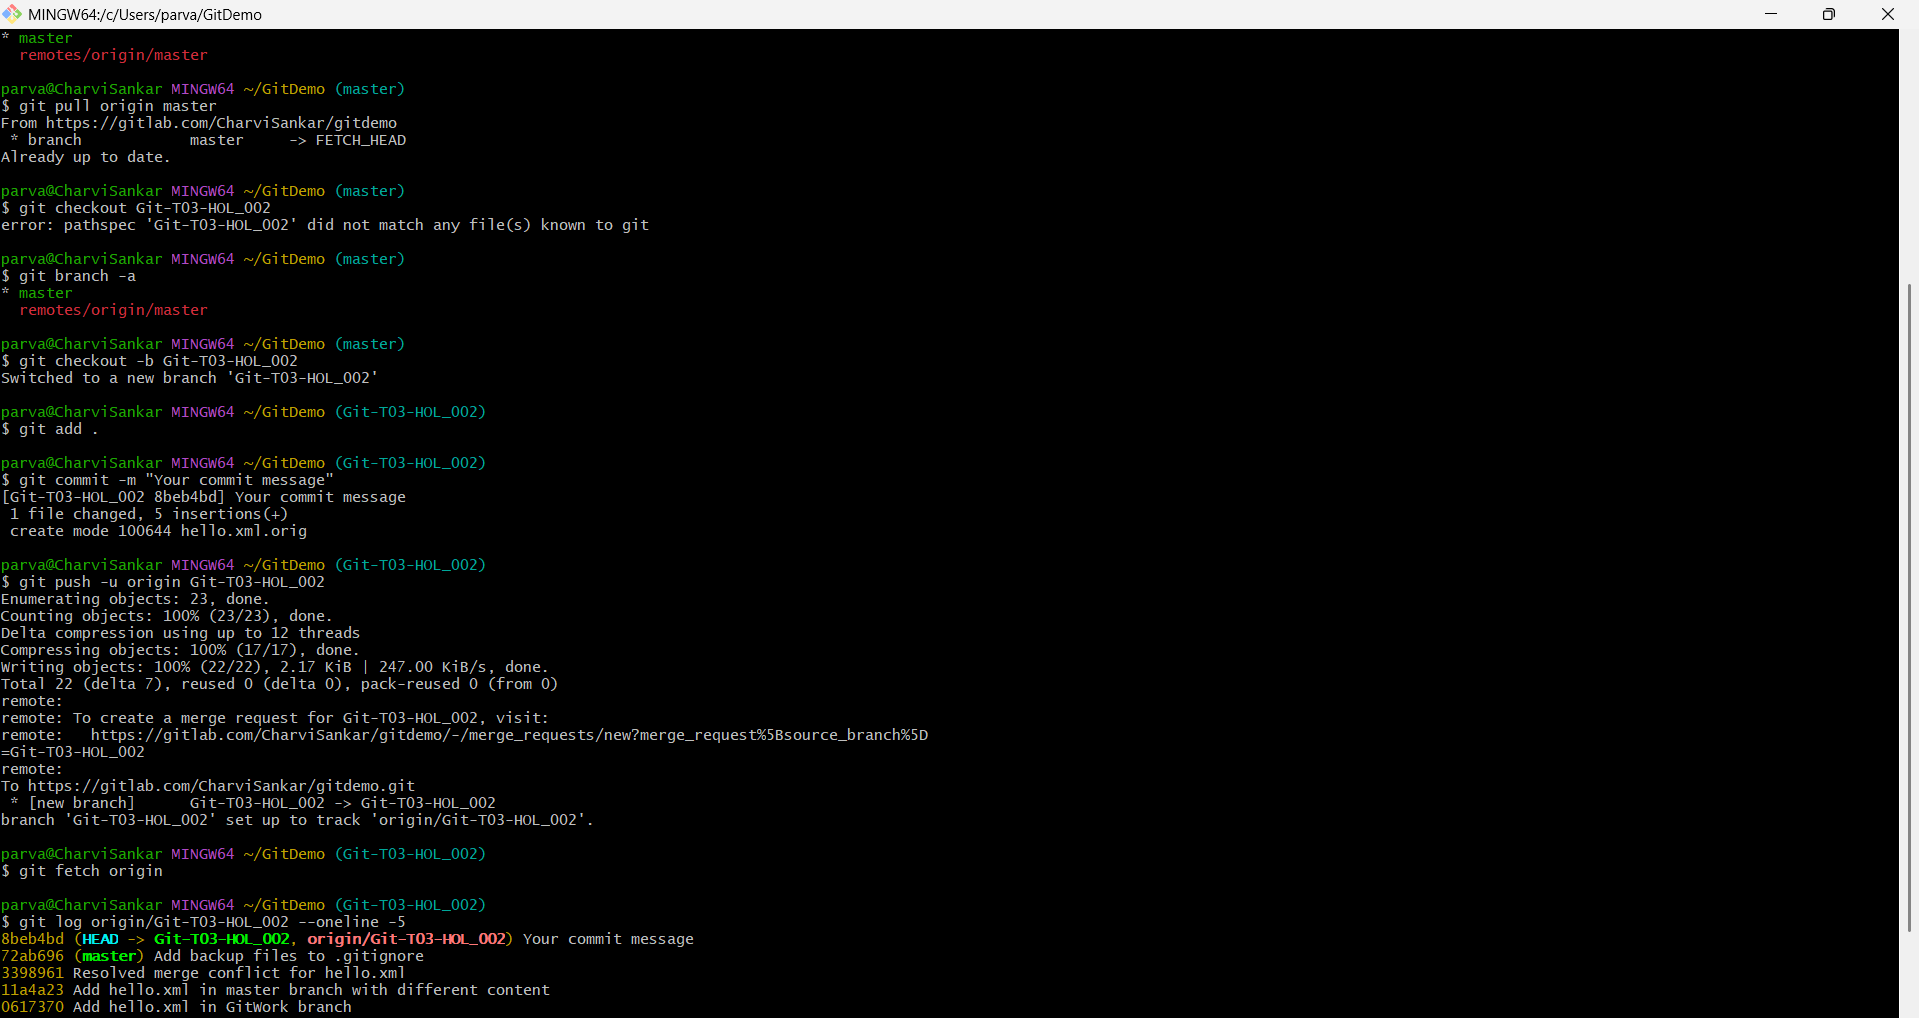 MINGW64:/c/Users/parva/GitDemo
* master
  remotes/origin/master
parva@CharviSankar MINGW64 ~/GitDemo (master)
$ git pull origin master
From https://gitlab.com/CharviSankar/gitdemo
 * branch            master     -> FETCH_HEAD
Already up to date.
parva@CharviSankar MINGW64 ~/GitDemo (master)
$ git checkout Git-T03-HOL_002
error: pathspec 'Git-T03-HOL_002' did not match any file(s) known to git
parva@CharviSankar MINGW64 ~/GitDemo (master)
$ git branch -a
* master
  remotes/origin/master
parva@CharviSankar MINGW64 ~/GitDemo (master)
$ git checkout -b Git-T03-HOL_002
Switched to a new branch 'Git-T03-HOL_002'
parva@CharviSankar MINGW64 ~/GitDemo (Git-T03-HOL_002)
$ git add .
parva@CharviSankar MINGW64 ~/GitDemo (Git-T03-HOL_002)
$ git commit -m "Your commit message"
[Git-T03-HOL_002 8beb4bd] Your commit message
 1 file changed, 5 insertions(+)
 create mode 100644 hello.xml.orig
parva@CharviSankar MINGW64 ~/GitDemo (Git-T03-HOL_002)
$ git push -u origin Git-T03-HOL_002
Enumerating objects: 23, done.
Counting objects: 100% (23/23), done.
Delta compression using up to 12 threads
Compressing objects: 100% (17/17), done.
Writing objects: 100% (22/22), 2.17 KiB | 247.00 KiB/s, done.
Total 22 (delta 7), reused 0 (delta 0), pack-reused 0 (from 0)
remote:
remote: To create a merge request for Git-T03-HOL_002, visit:
remote:   https://gitlab.com/CharviSankar/gitdemo/-/merge_requests/new?merge_request%5Bsource_branch%5D
=Git-T03-HOL_002
remote:
To https://gitlab.com/CharviSankar/gitdemo.git
 * [new branch]      Git-T03-HOL_002 -> Git-T03-HOL_002
branch 'Git-T03-HOL_002' set up to track 'origin/Git-T03-HOL_002'.
parva@CharviSankar MINGW64 ~/GitDemo (Git-T03-HOL_002)
$ git fetch origin
parva@CharviSankar MINGW64 ~/GitDemo (Git-T03-HOL_002)
$ git log origin/Git-T03-HOL_002 --oneline -5
8beb4bd (HEAD -> Git-T03-HOL_002, origin/Git-T03-HOL_002) Your commit message
72ab696 (master) Add backup files to .gitignore
3398961 Resolved merge conflict for hello.xml
11a4a23 Add hello.xml in master branch with different content
0617370 Add hello.xml in GitWork branch